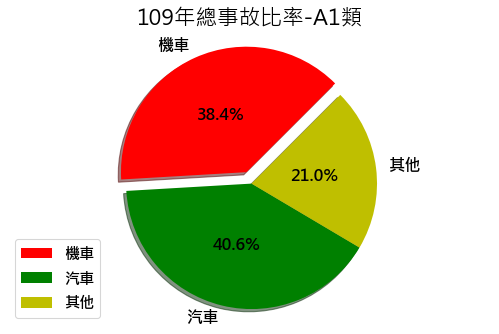 109年總事故比率-A1類
機車
38.4%
其他
21.0%
40.6%
汽車
機車
汽車
其他